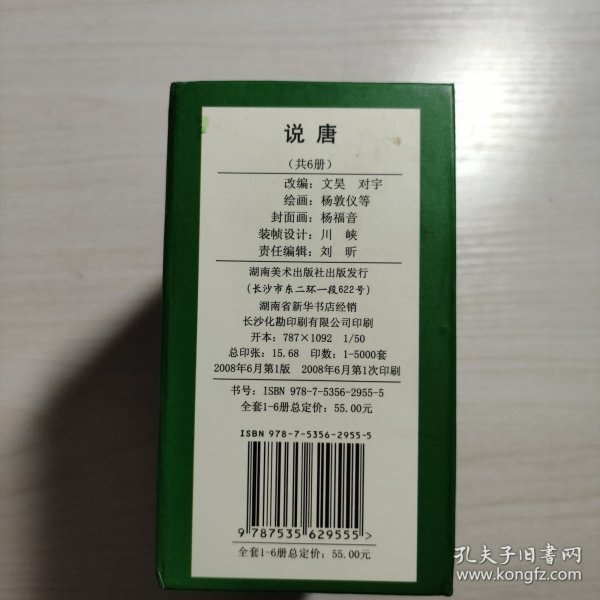 说唐
（共6册）
改编：文昊 对宇
绘画：杨敦仪等
封面画：杨福音
装帧设计：川 峡
责任编辑：刘 昕
湖南美术出版社出版发行
（长沙市东二环一段622号）
湖南省新华书店经销
长沙化勘印刷有限公司印刷
开本：787×1092 1/50
总印张：15.68 印数：1-5000套
2008年6月第1版 2008年6月第1次印刷
书号：ISBN 978-7-5356-2955-5
全套1-6册总定价：55.00元
ISBN 978-7-5356-2955-5
9 787535 629555 >
全套1-6册总定价：55.00元
孔夫子旧书网
www.kongfz.com